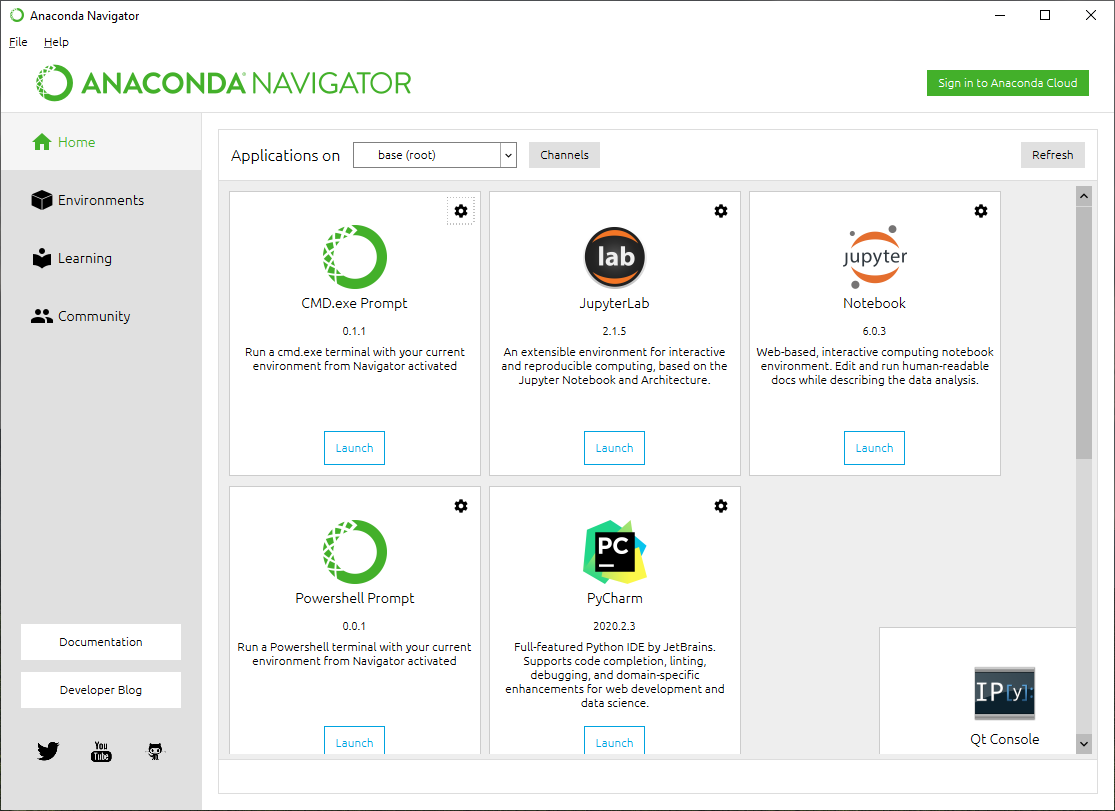 Anaconda Navigator
File Help
ANACONDA NAVIGATOR
Sign in to Anaconda Cloud
Home
Environments
Learning
Community
Documentation
Developer Blog
You
Tube
Applications on
base (root)
Channels
Refresh
CMD.exe Prompt
0.1.1
Run a cmd.exe terminal with your current
environment from Navigator activated
Launch
lab
JupyterLab
2.1.5
An extensible environment for interactive
and reproducible computing, based on the
Jupyter Notebook and Architecture.
Launch
jupyter
Notebook
6.0.3
Web-based, interactive computing notebook
environment. Edit and run human-readable
docs while describing the data analysis.
Launch
Powershell Prompt
0.0.1
Run a Powershell terminal with your current
environment from Navigator activated
Launch
PC
PyCharm
2020.2.3
Full-featured Python IDE by JetBrains.
Supports code completion, linting,
debugging, and domain-specific
enhancements for web development and
data science.
Launch
IP[y]:
Qt Console